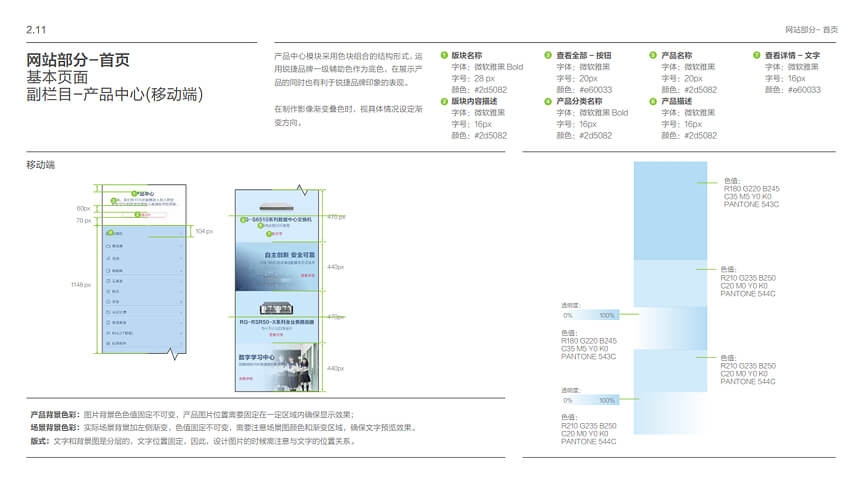 2.11
网站部分– 首页
网站部分–首页
基本页面
副栏目–产品中心(移动端)
产品中心模块采用色块组合的结构形式，运
用锐捷品牌一级辅助色作为底色，在展示产
品的同时也有利于锐捷品牌印象的表现。
在制作影像渐变叠色时，视具体情况设定渐
变方向。
1 版块名称
字体：微软雅黑 Bold
字号：28 px
颜色：#2d5082
2 版块内容描述
字体：微软雅黑
字号：16px
颜色：#2d5082
3 查看全部 – 按钮
字体：微软雅黑
字号：20px
颜色：#e60033
4 产品分类名称
字体：微软雅黑 Bold
字号：16px
颜色：#2d5082
5 产品名称
字体：微软雅黑
字号：20px
颜色：#2d5082
6 产品描述
字体：微软雅黑
字号：16px
颜色：#2d5082
7 查看详情 – 文字
字体：微软雅黑
字号：16px
颜色：#e60033
移动端
产品中心
60px
70 px
104 px
1148 px
RG-S6510系列数据中心交换机
470 px
自主创新 安全可靠
440px
RG-RSR50-X系列全业务路由器
470px
数字学习中心
440px
色值：
R180 G220 B245
C35 M5 Y0 K0
PANTONE 543C
色值：
R210 G235 B250
C20 M0 Y0 K0
PANTONE 544C
透明度：
0% 100%
色值：
R180 G220 B245
C35 M5 Y0 K0
PANTONE 543C
色值：
R210 G235 B250
C20 M0 Y0 K0
PANTONE 544C
透明度：
0% 100%
色值：
R210 G235 B250
C20 M0 Y0 K0
PANTONE 544C
产品背景色彩：图片背景色色值固定不可变，产品图片位置需要固定在一定区域内确保显示效果；
场景背景色彩：实际场景背景加左侧渐变，色值固定不可变，需要注意场景图颜色和渐变区域，确保文字预览效果。
版式：文字和背景图是分层的，文字位置固定，因此，设计图片的时候需注意与文字的位置关系。